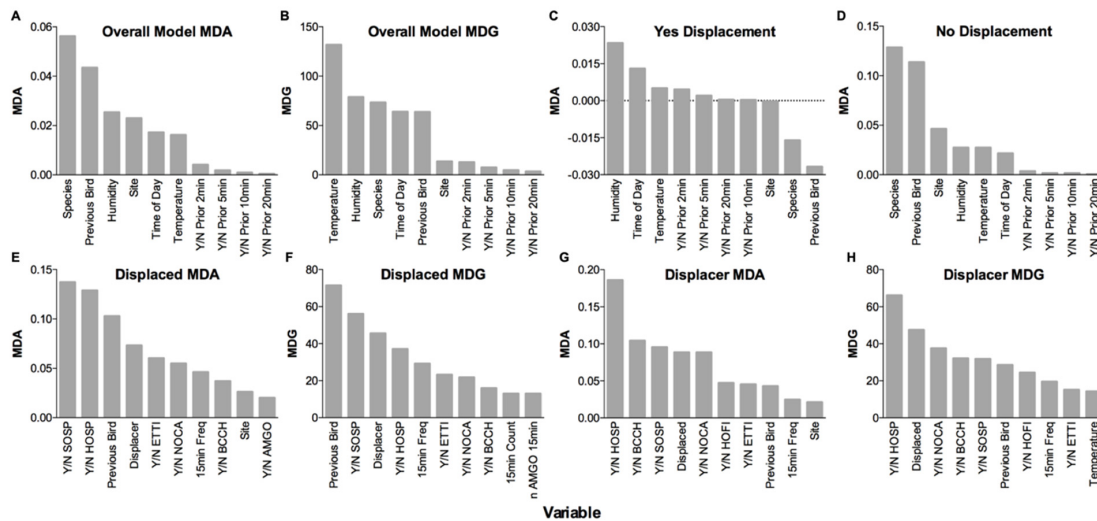 A
Overall Model MDA
MDA
0.06
0.04
0.02
0.00
Species
Previous Bird
Humidity
Site
Time of Day
Temperature
Y/N Prior 2min
Y/N Prior 5min
Y/N Prior 10min
Y/N Prior 20min
B
Overall Model MDG
MDG
150
100
50
0
Temperature
Humidity
Species
Time of Day
Previous Bird
Site
Y/N Prior 2min
Y/N Prior 5min
Y/N Prior 10min
Y/N Prior 20min
C
Yes Displacement
MDA
0.030
0.015
0.000
-0.015
-0.030
Humidity
Time of Day
Temperature
Y/N Prior 2min
Y/N Prior 5min
Y/N Prior 20min
Y/N Prior 10min
Site
Species
Previous Bird
D
No Displacement
MDA
0.15
0.10
0.05
0.00
Species
Previous Bird
Site
Humidity
Temperature
Time of Day
Y/N Prior 2min
Y/N Prior 5min
Y/N Prior 10min
Y/N Prior 20min
E
Displaced MDA
MDA
0.15
0.10
0.05
0.00
Y/N SOSP
Y/N HOSP
Previous Bird
Displacer
Y/N ETTI
Y/N NOCA
15min Freq
Y/N BCCH
Site
Y/N AMGO
F
Displaced MDG
MDG
80
60
40
20
0
Previous Bird
Y/N SOSP
Displacer
Y/N HOSP
15min Freq
Y/N ETTI
Y/N NOCA
Y/N BCCH
15min Count
n AMGO 15min
G
Displacer MDA
MDA
0.20
0.15
0.10
0.05
0.00
Y/N HOSP
Y/N BCCH
Y/N SOSP
Displaced
Y/N NOCA
Y/N HOFI
Y/N ETTI
Previous Bird
15min Freq
Site
H
Displacer MDG
MDG
80
60
40
20
0
Y/N HOSP
Displaced
Y/N NOCA
Y/N BCCH
Y/N SOSP
Previous Bird
Y/N HOFI
15min Freq
Y/N ETTI
Temperature
Variable